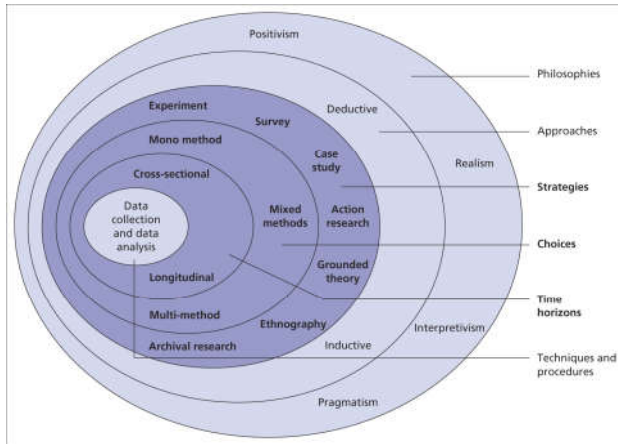 Positivism
Philosophies
Experiment
Deductive
Survey
Approaches
Mono method
Case
study
Realism
Cross-sectional
Strategies
Data
collection
and data
analysis
Mixed
methods
Action
research
Choices
Longitudinal
Grounded
theory
Time
horizons
Multi-method
Ethnography
Interpretivism
Archival research
Inductive
Techniques and
procedures
Pragmatism